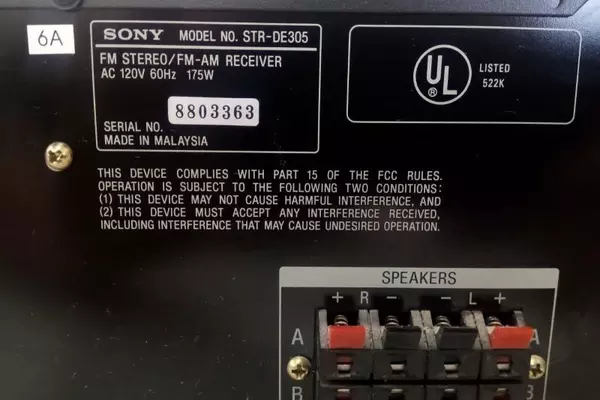 6A
SONY MODEL NO. STR-DE305
FM STEREO/FM-AM RECEIVER
AC 120V 60Hz 175W
8803363
SERIAL NO.
MADE IN MALAYSIA
UL
®
LISTED
522K
THIS DEVICE COMPLIES WITH PART 15 OF THE FCC RULES.
OPERATION IS SUBJECT TO THE FOLLOWING TWO CONDITIONS:
(1) THIS DEVICE MAY NOT CAUSE HARMFUL INTERFERENCE, AND
(2) THIS DEVICE MUST ACCEPT ANY INTERFERENCE RECEIVED,
INCLUDING INTERFERENCE THAT MAY CAUSE UNDESIRED OPERATION.
SPEAKERS
+ R − − L +
A A
B B